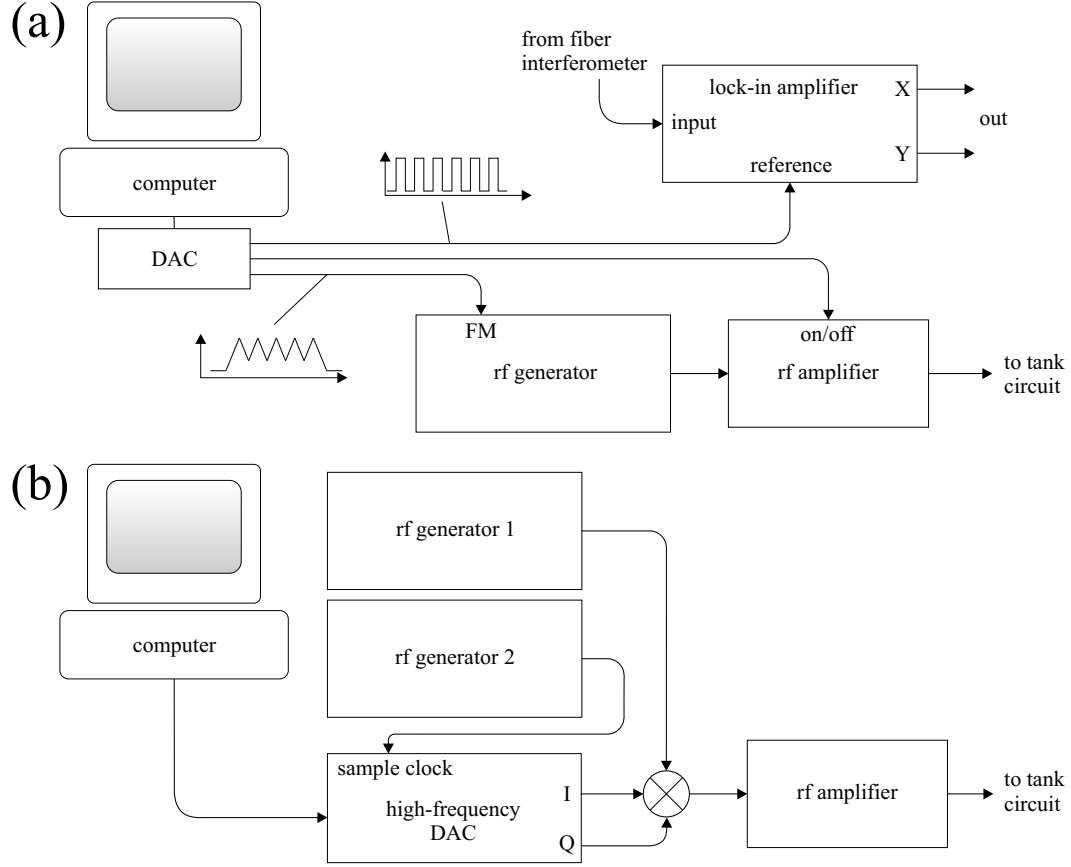 (a)
from fiber
interferometer
lock-in amplifier
X
input
out
Y
reference
computer
DAC
FM
rf generator
on/off
rf amplifier
to tank
circuit
(b)
rf generator 1
rf generator 2
computer
sample clock
I
high-frequency
DAC
Q
rf amplifier
to tank
circuit